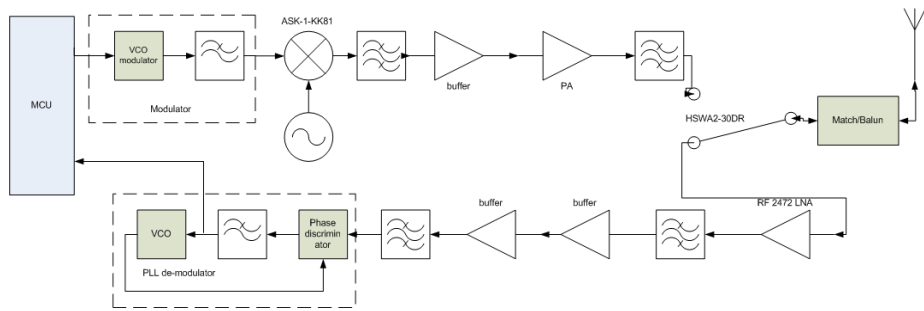 ASK-1-KK81
VCO
modulator
MCU
Modulator
buffer
PA
HSWA2-30DR
Match/Balun
buffer
buffer
RF 2472 LNA
VCO
Phase
discrimin
ator
PLL de-modulator